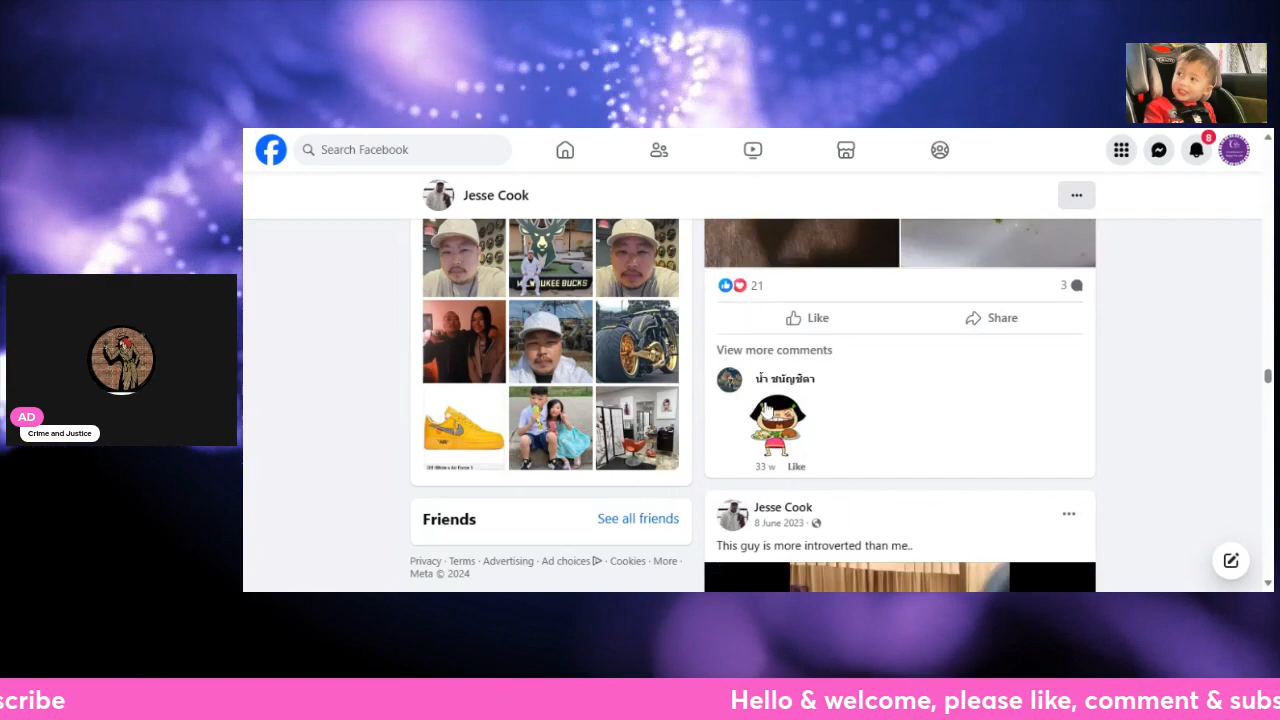 Search Facebook
8
Jesse Cook
MILWAUKEE BUCKS
21
3
Like
Share
View more comments
น้ำ ชนัญชิดา
33 w Like
Friends
See all friends
Privacy · Terms · Advertising · Ad choices · Cookies · More ·
Meta © 2024
Jesse Cook
8 June 2023 ·
This guy is more introverted than me..
AD
Crime and Justice
scribe
Hello & welcome, please like, comment & subs